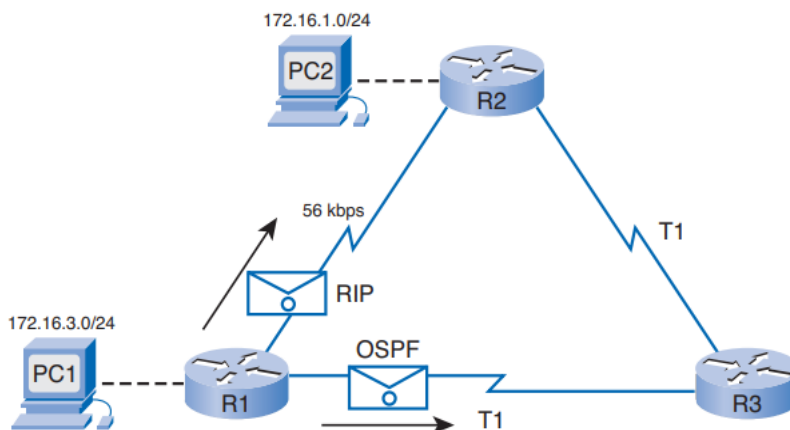 172.16.1.0/24
PC2
R2
56 kbps
T1
RIP
172.16.3.0/24
OSPF
PC1
R1
T1
R3